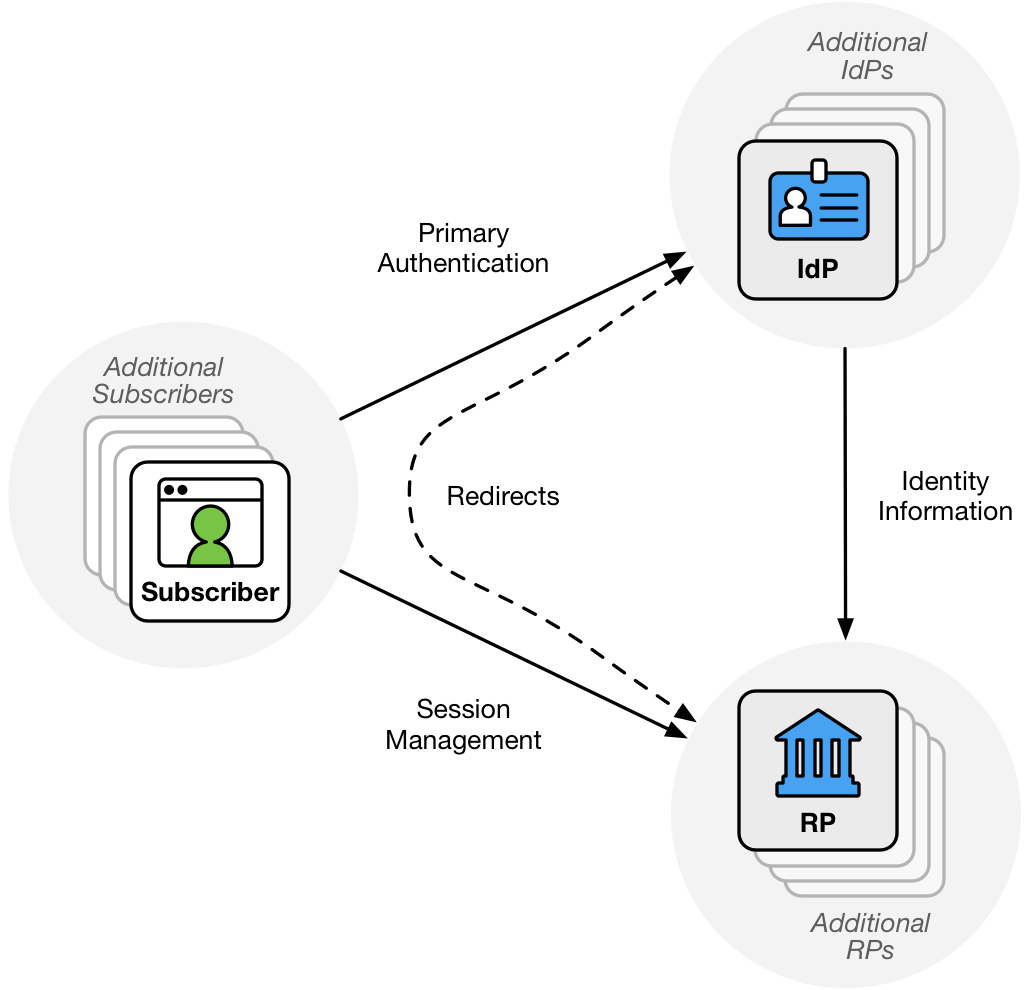 Additional
IdPs
IdP
Primary
Authentication
Additional
Subscribers
Subscriber
Redirects
Identity
Information
Session
Management
RP
Additional
RPs